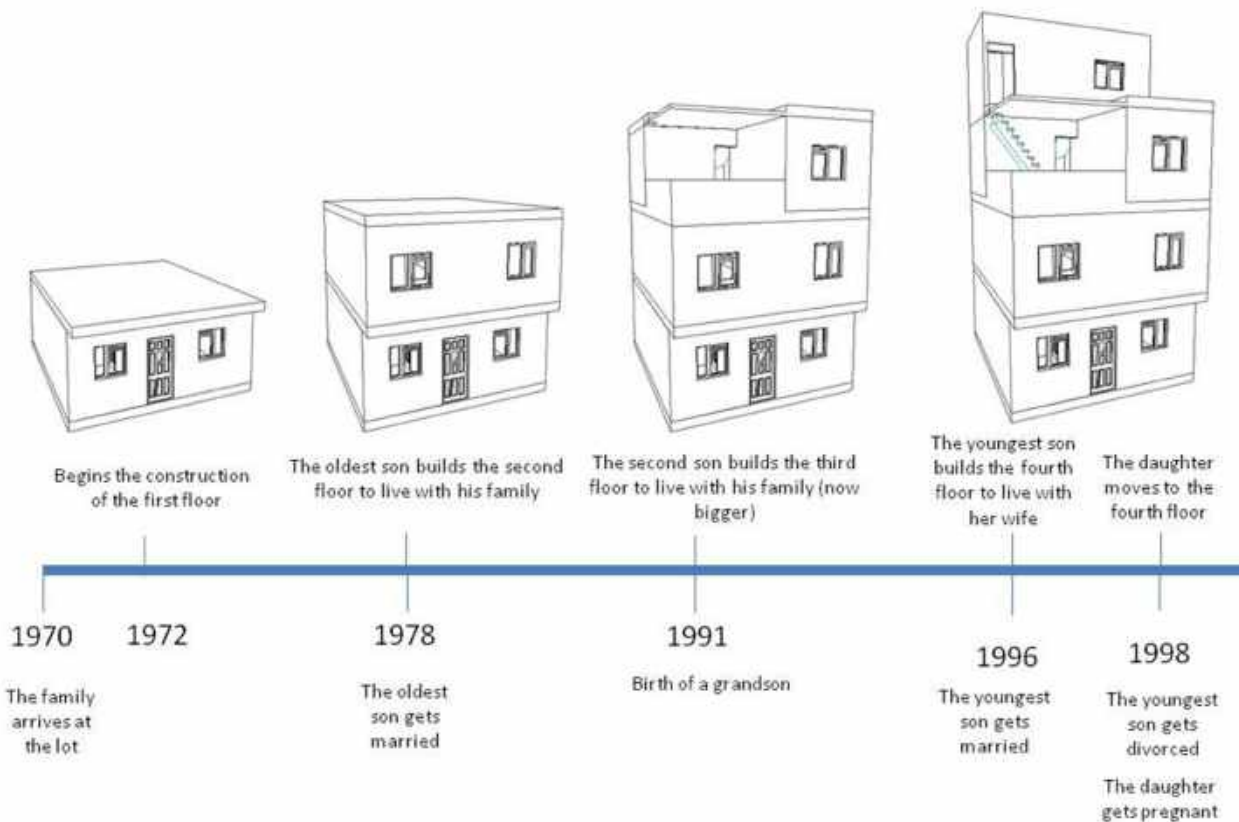 Begins the construction
of the first floor
The oldest son builds the second
floor to live with his family
The second son builds the third
floor to live with his family (now
bigger)
The youngest son
builds the fourth
floor to live with
her wife
The daughter
moves to the
fourth floor
1970
1972
1978
1991
1996
1998
The family
arrives at
the lot
The oldest
son gets
married
Birth of a grandson
The youngest
son gets
married
The youngest
son gets
divorced
The daughter
gets pregnant